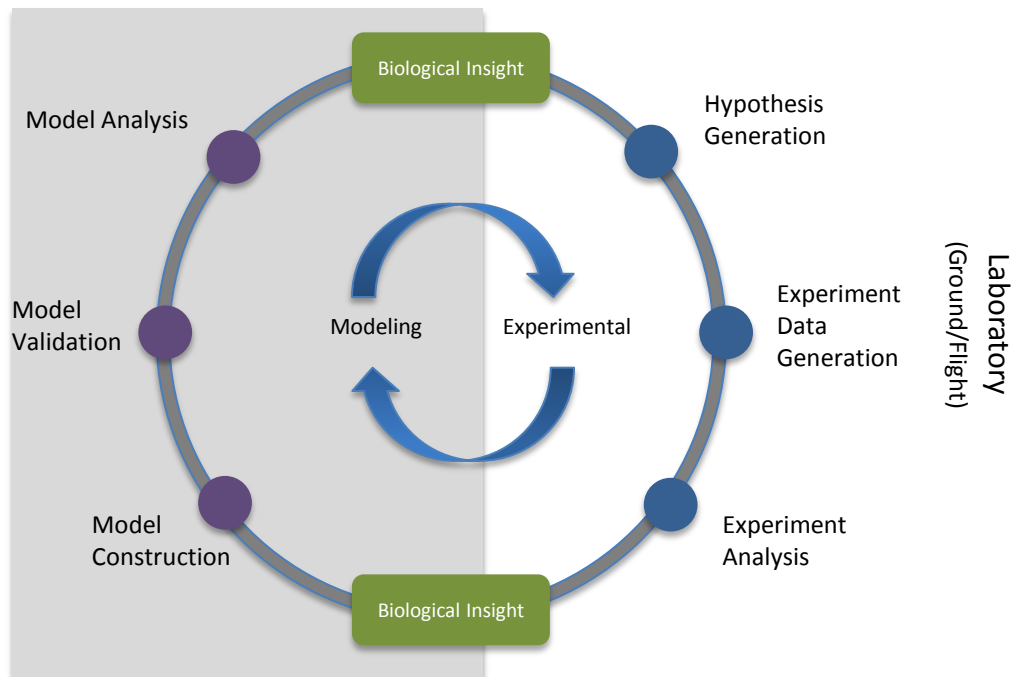 Biological Insight
Model Analysis
Hypothesis
Generation
Model
Validation
Modeling
Experimental
Experiment
Data
Generation
Laboratory
(Ground/Flight)
Model
Construction
Experiment
Analysis
Biological Insight